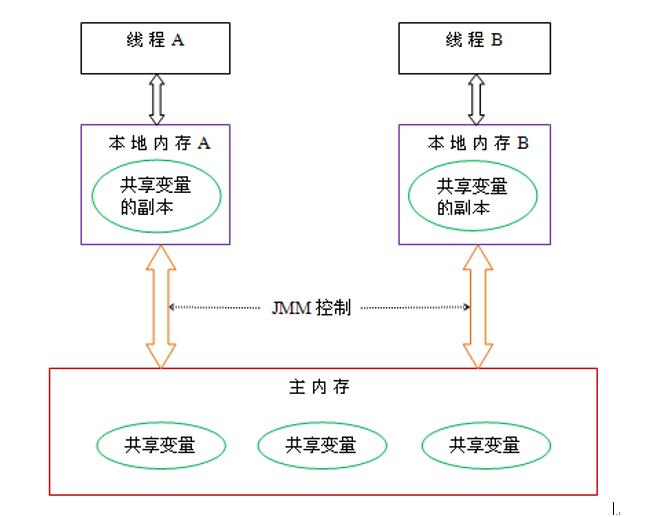 线程 A
线程 B
本地内存 A
本地内存 B
共享变量
的副本
共享变量
的副本
JMM 控制
主内存
共享变量
共享变量
共享变量